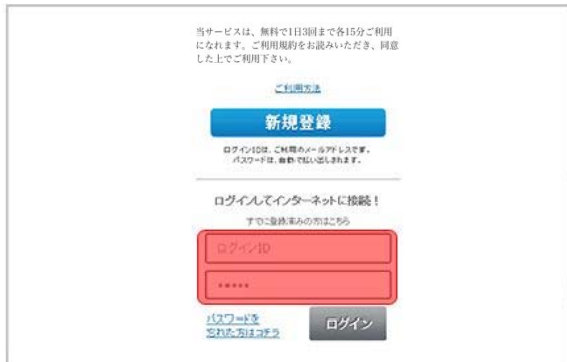 当サービスは、無料で1日3回まで各15分ご利用
になれます。ご利用規約をお読みいただき、同意
した上でご利用下さい。
ご利用方法
新規登録
ログインIDは、ご利用のメールアドレスです。
パスワードは、自動で払い出しされます。
ログインしてインターネットに接続！
すでに登録済みの方はこちら
ログインID
•••••
パスワードを
忘れた方はコチラ
ログイン